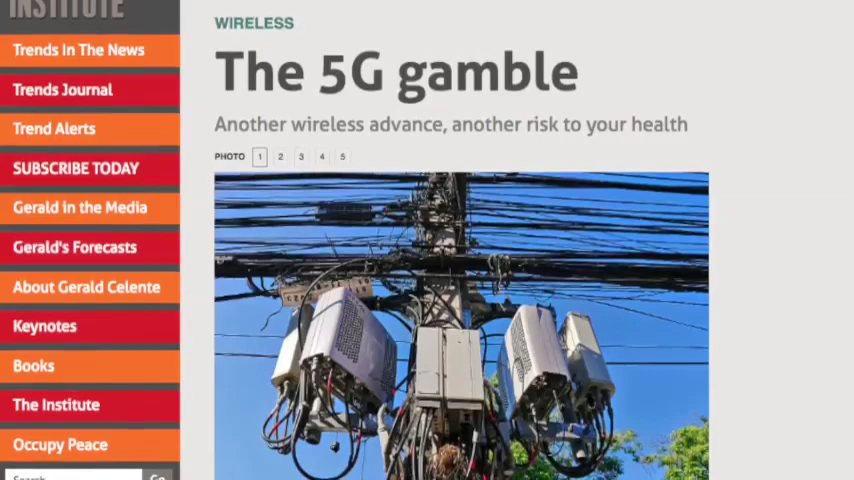 INSTITUTE
Trends In The News
Trends Journal
Trend Alerts
SUBSCRIBE TODAY
Gerald in the Media
Gerald's Forecasts
About Gerald Celente
Keynotes
Books
The Institute
Occupy Peace
Search
Go
WIRELESS
The 5G gamble
Another wireless advance, another risk to your health
PHOTO 1 2 3 4 5